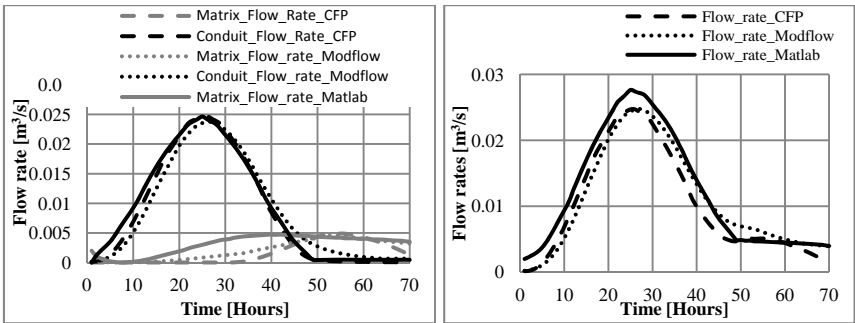 Matrix_Flow_Rate_CFP
Conduit_Flow_Rate_CFP
Matrix_Flow_rate_Modflow
Conduit_Flow_rate_Modflow
Matrix_Flow_rate_Matlab
0.0
0.025
0.02
0.015
0.01
0.005
0
Flow rate [m³/s]
0 10 20 30 40 50 60 70
Time [Hours]
Flow_rate_CFP
Flow_rate_Modflow
Flow_rate_Matlab
0.03
0.02
0.01
0
Flow rates [m³/s]
0 10 20 30 40 50 60 70
Time [Hours]